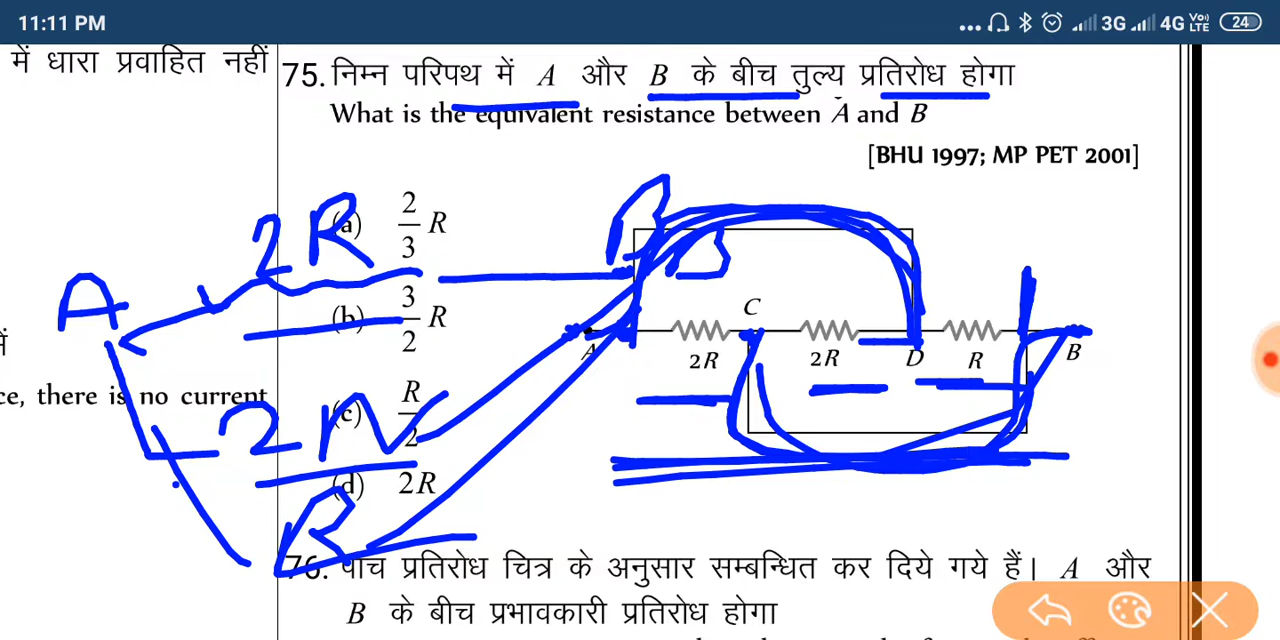 11:11 PM
... 3G 4G VoLTE 24
में धारा प्रवाहित नहीं
75. निम्न परिपथ में A और B के बीच तुल्य प्रतिरोध होगा
What is the equivalent resistance between A and B
[BHU 1997; MP PET 2001]
(a) 2/3 R
(b) 3/2 R
(c) R/2
(d) 2R
A
2R
2R
R
B
B
A 2R C 2R D R B
ce, there is no current
76. पांच प्रतिरोध चित्र के अनुसार सम्बन्धित कर दिये गये हैं। A और
B के बीच प्रभावकारी प्रतिरोध होगा